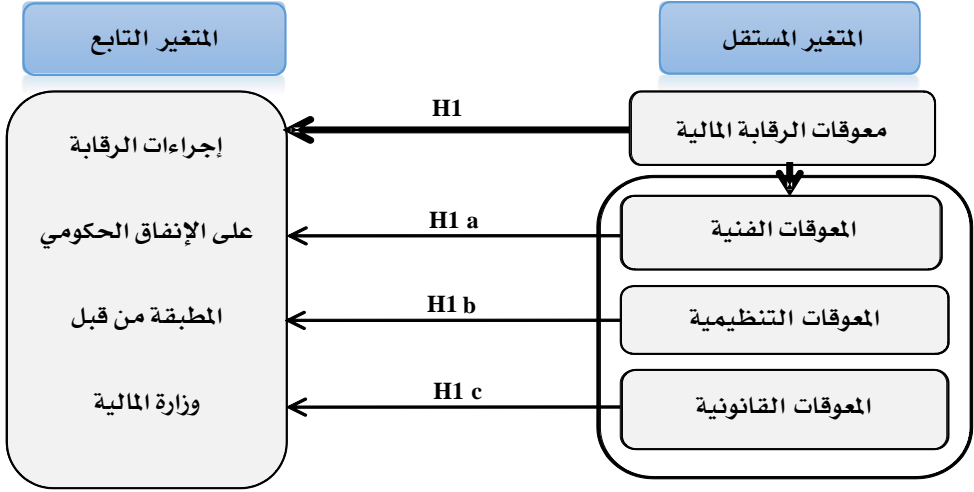 المتغير المستقل
المتغير التابع
معوقات الرقابة المالية
H1
إجراءات الرقابة
المعوقات الفنية
H1 a
على الإنفاق الحكومي
المعوقات التنظيمية
H1 b
المطبقة من قبل
المعوقات القانونية
H1 c
وزارة المالية